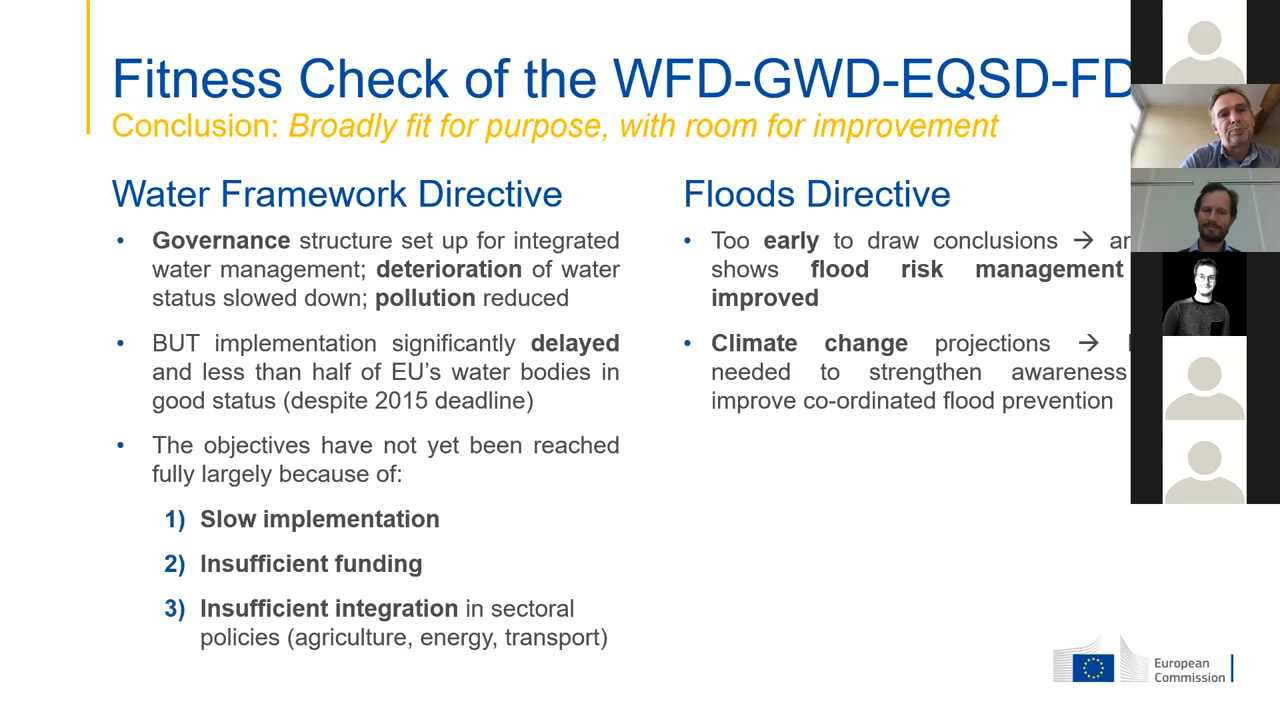 Fitness Check of the WFD-GWD-EQSD-FD
Conclusion: Broadly fit for purpose, with room for improvement
Water Framework Directive
• Governance structure set up for integrated
water management; deterioration of water
status slowed down; pollution reduced
• BUT implementation significantly delayed
and less than half of EU’s water bodies in
good status (despite 2015 deadline)
• The objectives have not yet been reached
fully largely because of:
1) Slow implementation
2) Insufficient funding
3) Insufficient integration in sectoral
policies (agriculture, energy, transport)
Floods Directive
• Too early to draw conclusions →
shows flood risk management
improved
• Climate change projections →
needed to strengthen awareness
improve co-ordinated flood prevention
European
Commission